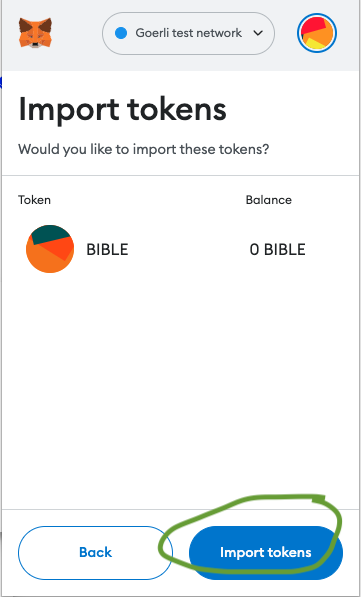 Goerli test network
Import tokens
Would you like to import these tokens?
Token Balance
BIBLE 0 BIBLE
Back Import tokens